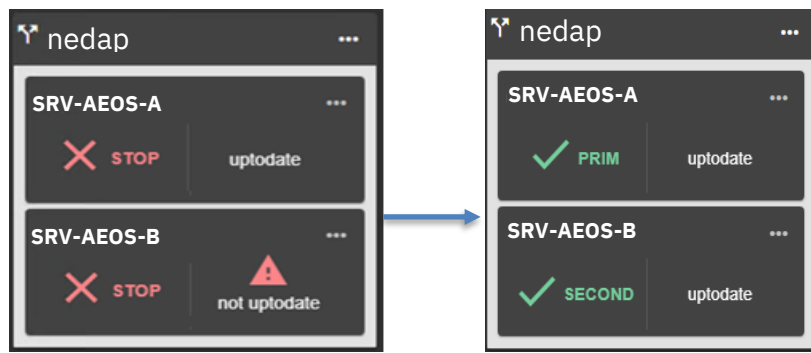 nedap
SRV-AEOS-A
STOP
uptodate
SRV-AEOS-B
STOP
not uptodate
nedap
SRV-AEOS-A
PRIM
uptodate
SRV-AEOS-B
SECOND
uptodate